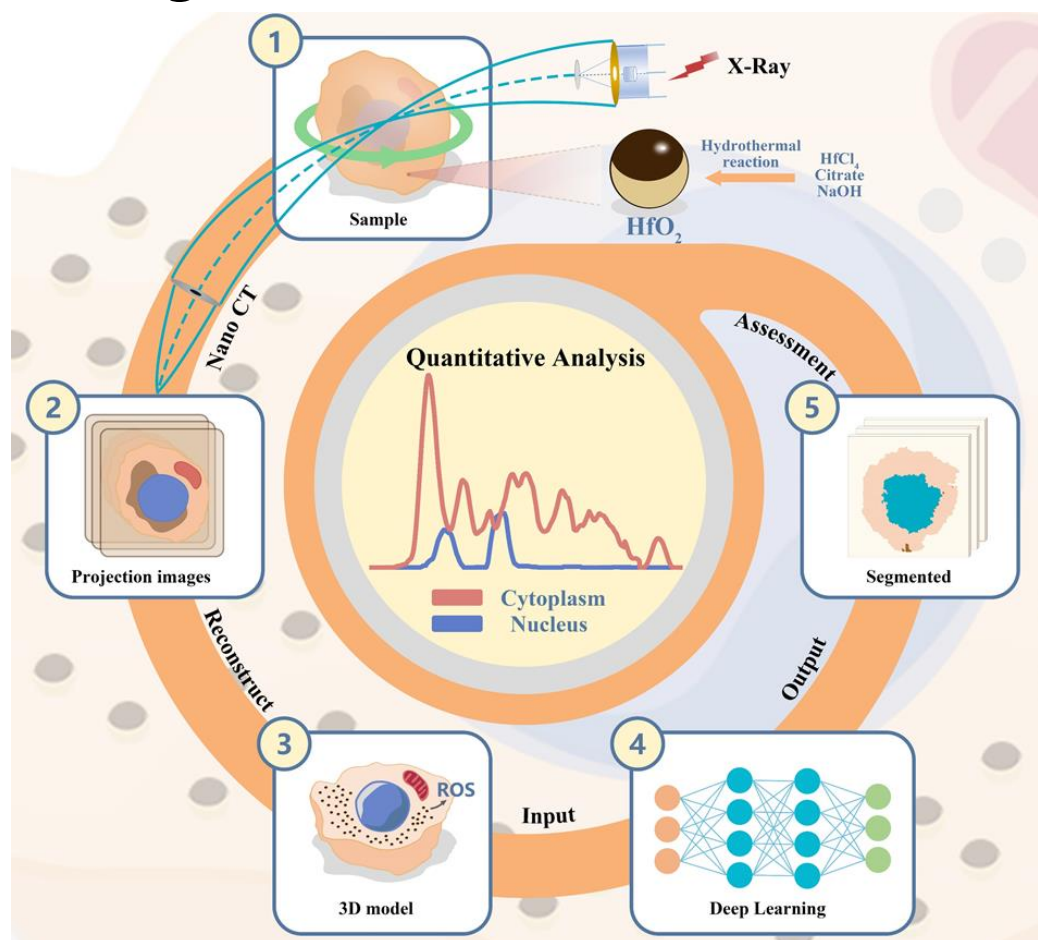 1
X-Ray
Hydrothermal
reaction
HfCl₄
Citrate
NaOH
HfO₂
Sample
Nano CT
2
Projection images
Reconstruct
3
ROS
3D model
Input
4
Deep Learning
Output
5
Segmented
Assessment
Quantitative Analysis
Cytoplasm
Nucleus